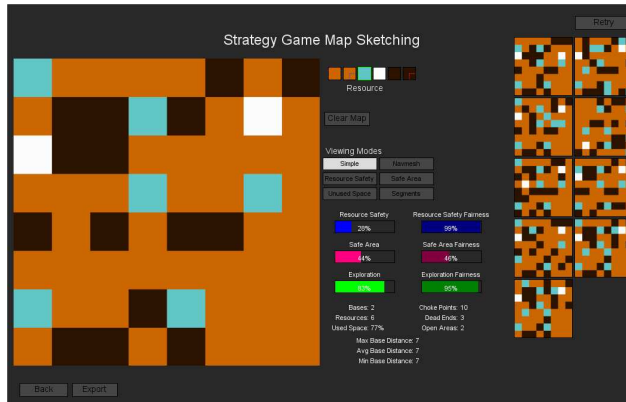 Retry
Strategy Game Map Sketching
Resource
Clear Map
Viewing Modes
Simple Navmesh
Resource Safety Safe Area
Unused Space Segments
Resource Safety Resource Safety Fairness
28% 99%
Safe Area Safe Area Fairness
44% 46%
Exploration Exploration Fairness
83% 95%
Bases: 2 Choke Points: 10
Resources: 6 Dead Ends: 3
Used Space: 77% Open Areas: 2
Max Base Distance: 7
Avg Base Distance: 7
Min Base Distance: 7
Back Export